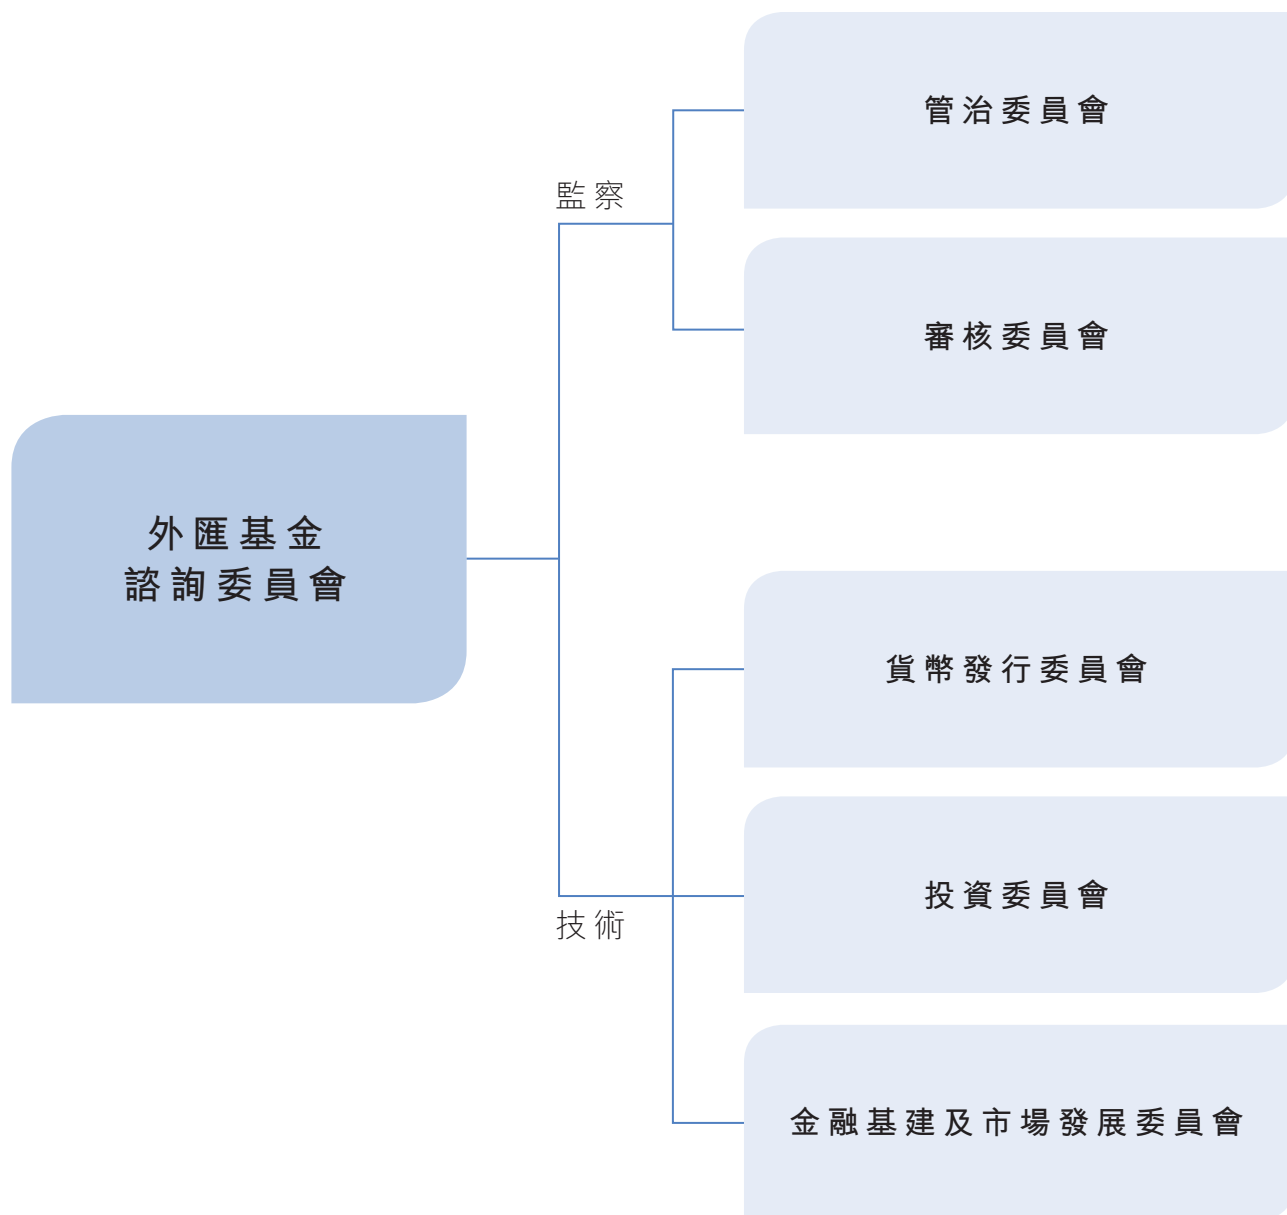 管治委員會
監察
審核委員會
外匯基金
諮詢委員會
貨幣發行委員會
投資委員會
技術
金融基建及市場發展委員會